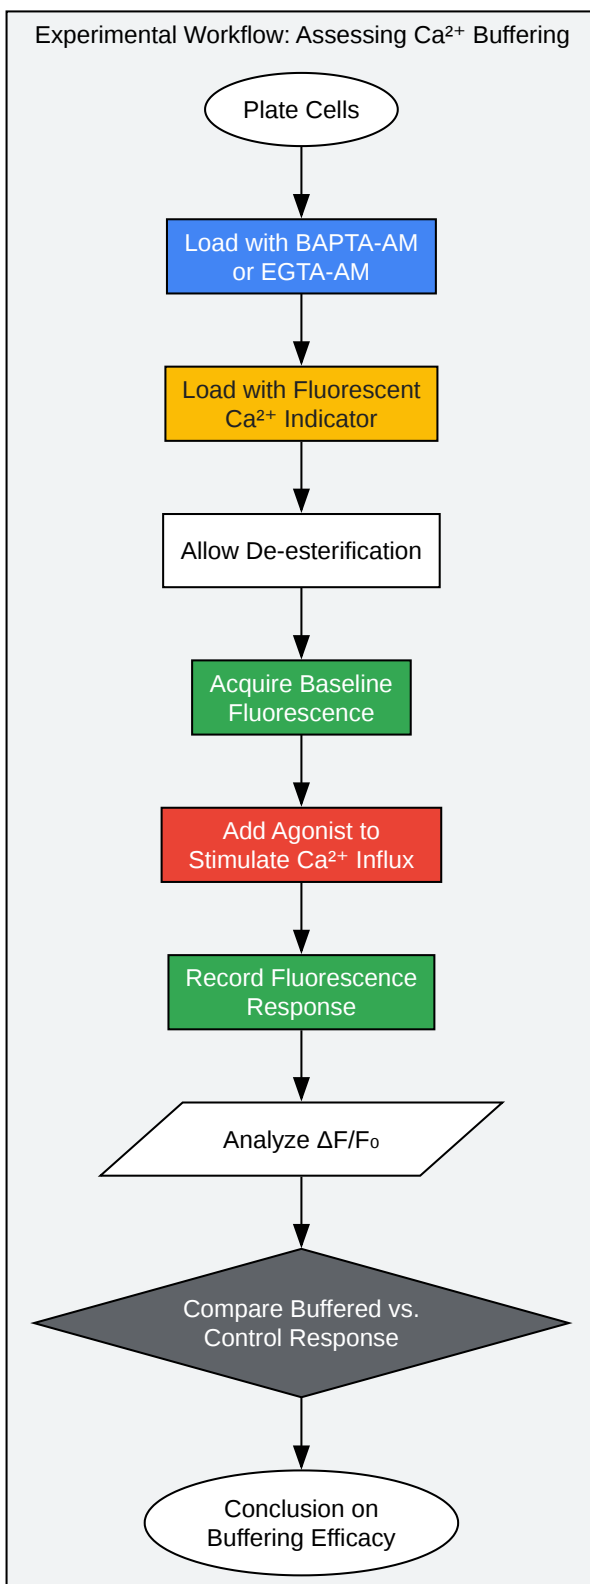 Experimental Workflow: Assessing Ca²⁺ Buffering
Plate Cells
Load with BAPTA-AM
or EGTA-AM
Load with Fluorescent
Ca²⁺ Indicator
Allow De-esterification
Acquire Baseline
Fluorescence
Add Agonist to
Stimulate Ca²⁺ Influx
Record Fluorescence
Response
Analyze ΔF/F₀
Compare Buffered vs.
Control Response
Conclusion on
Buffering Efficacy